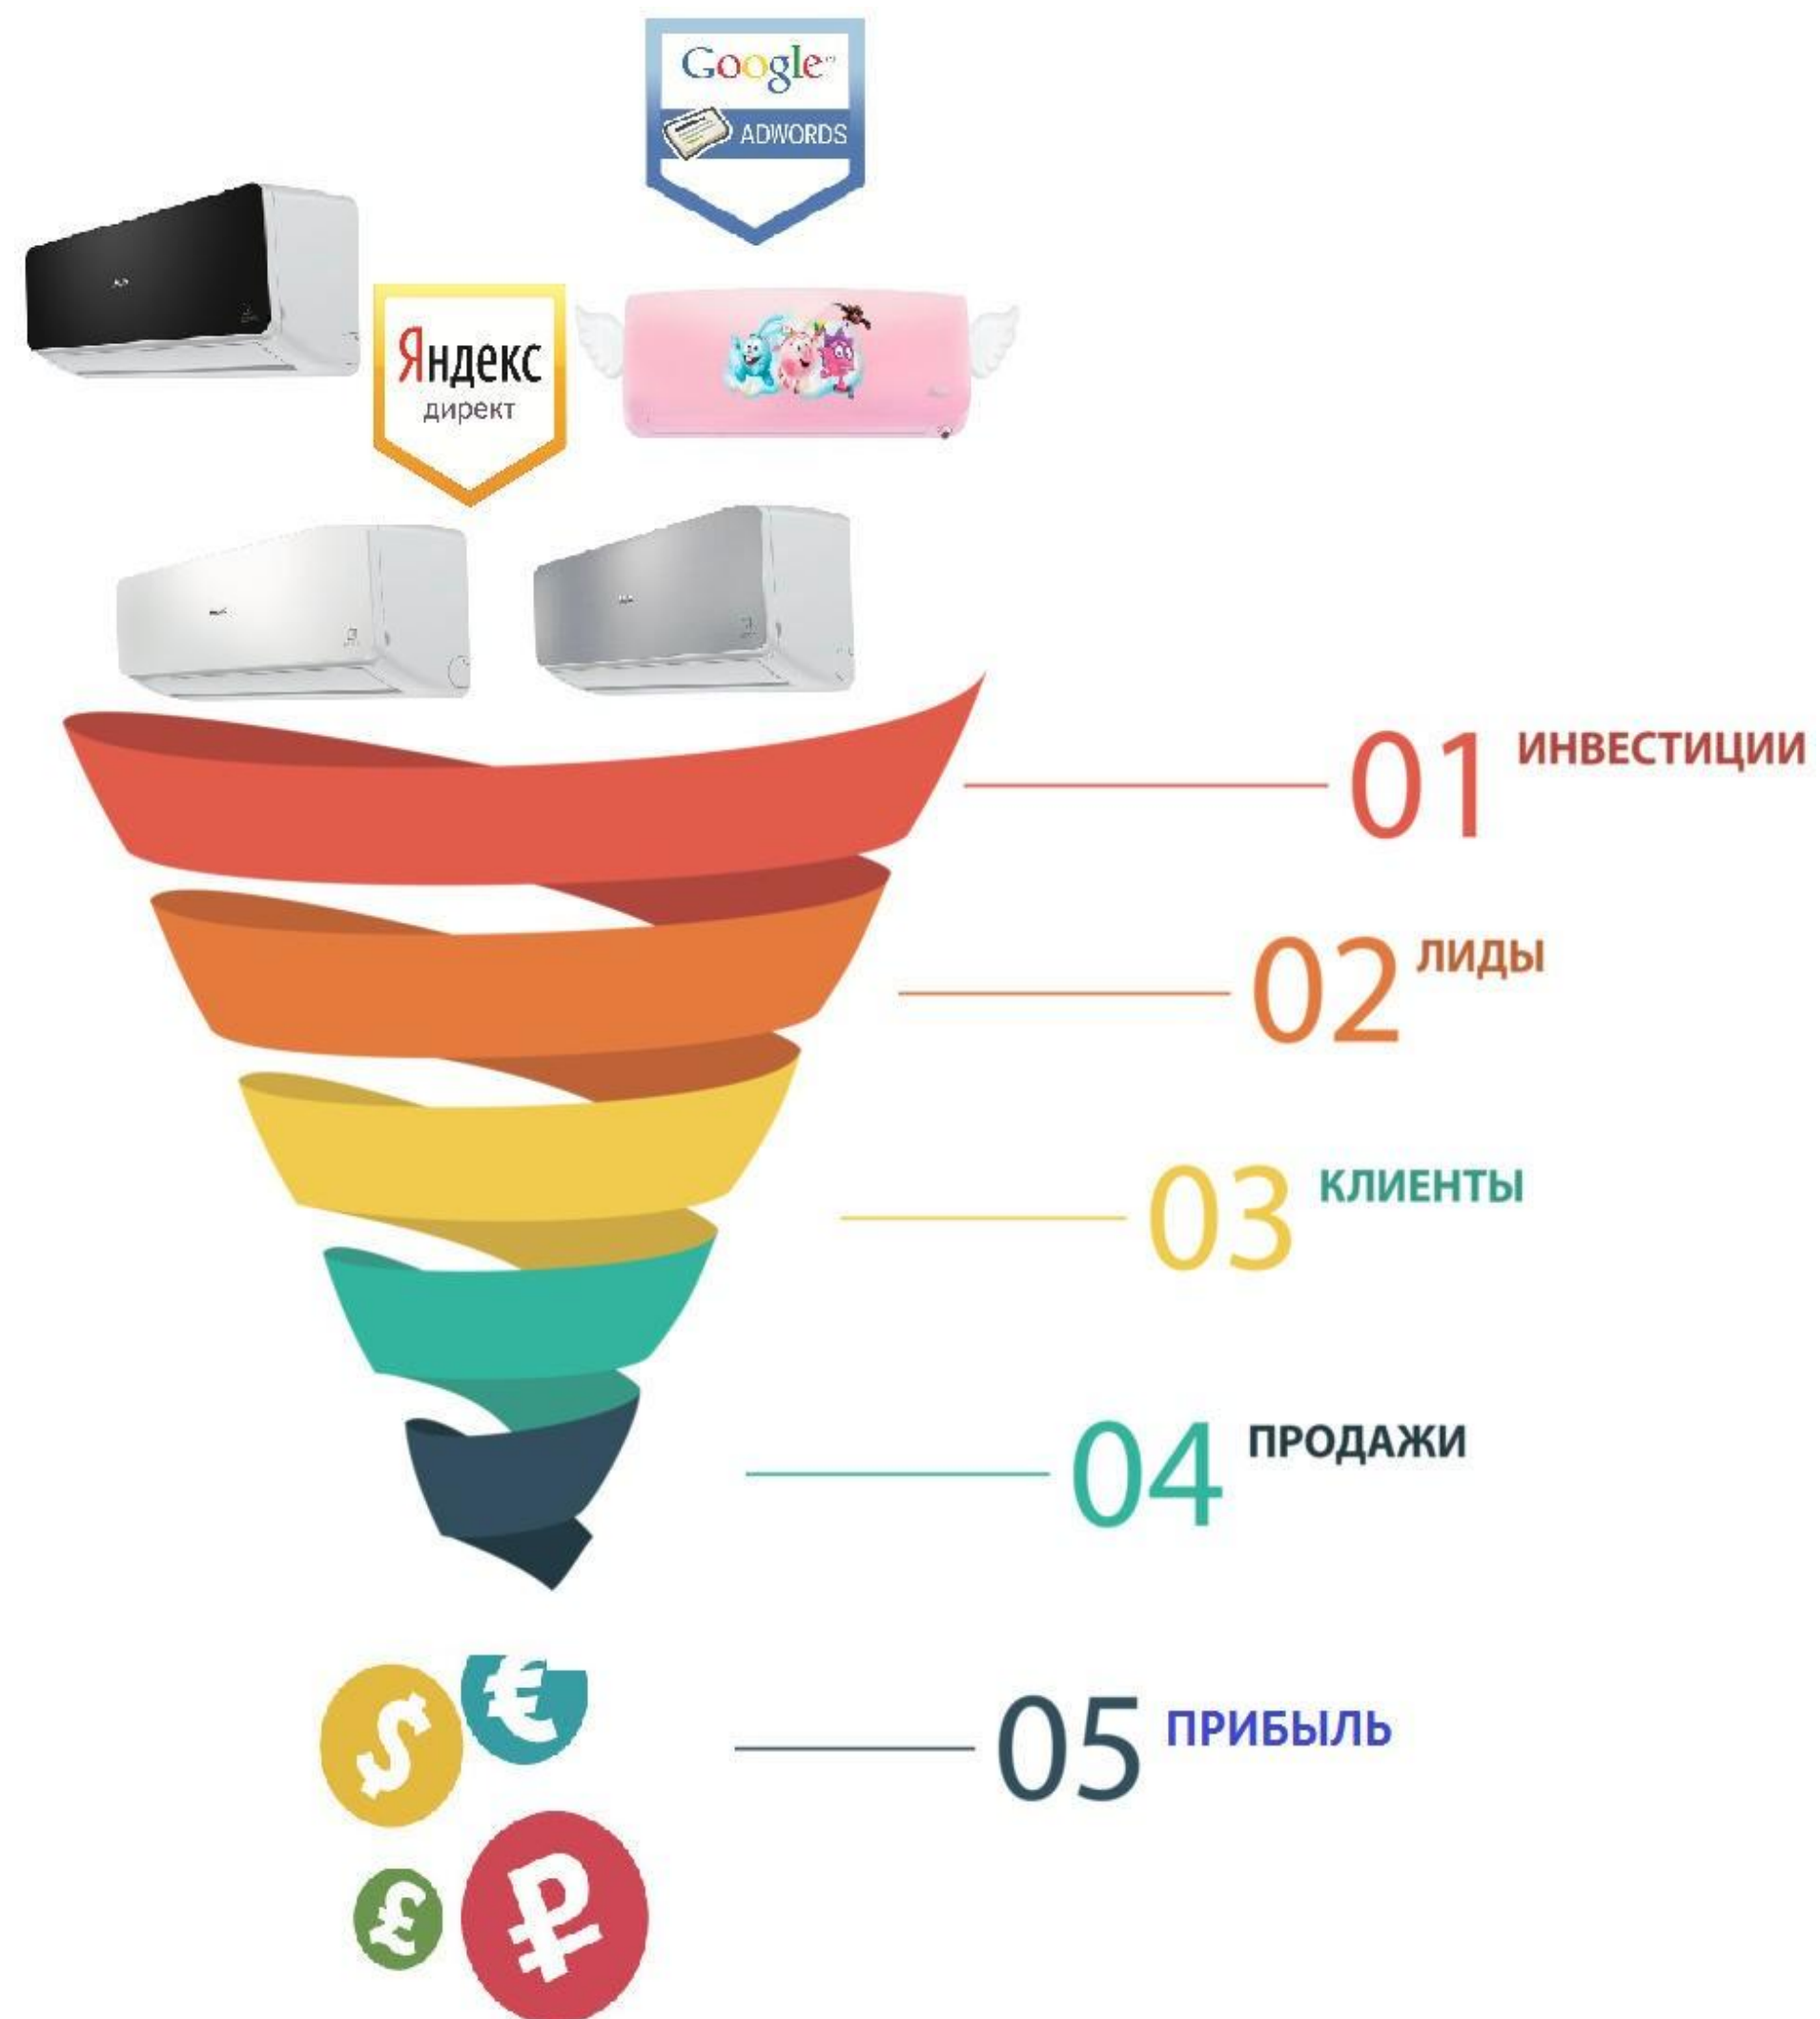 Google
ADWORDS
Яндекс
директ
01 ИНВЕСТИЦИИ
02 ЛИДЫ
03 КЛИЕНТЫ
04 ПРОДАЖИ
05 ПРИБЫЛЬ
$ €
£ ₽